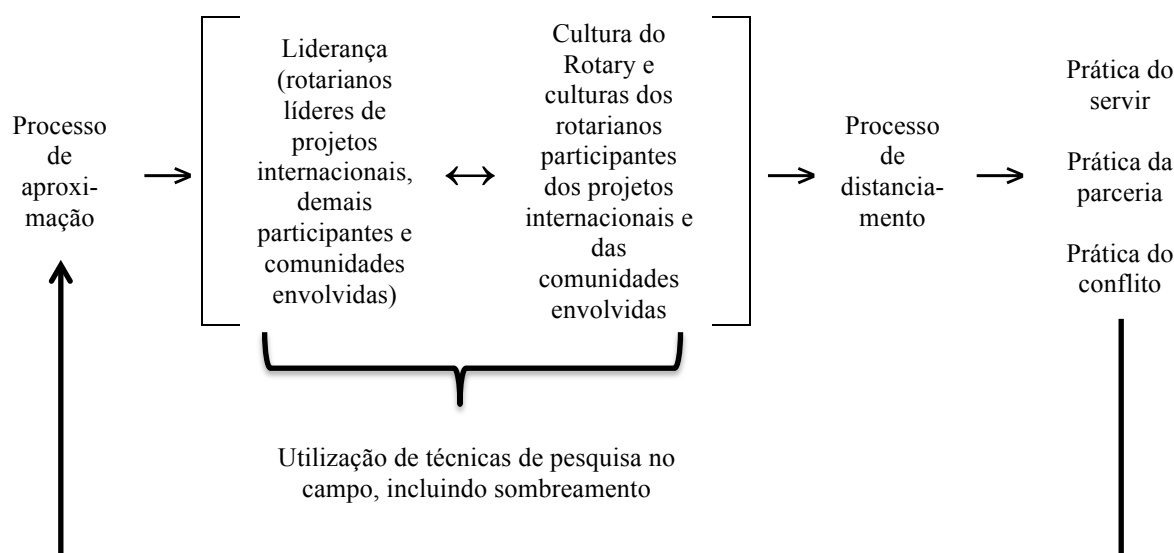 Processo
de
aproxi-
mação
Liderança
(rotarianos
líderes de
projetos
internacionais,
demais
participantes e
comunidades
envolvidas)
Cultura do
Rotary e
culturas dos
rotarianos
participantes
dos projetos
internacionais e
das
comunidades
envolvidas
Processo
de
distancia-
mento
Prática do
servir
Prática da
parceria
Prática do
conflito
Utilização de técnicas de pesquisa no
campo, incluindo sombreamento